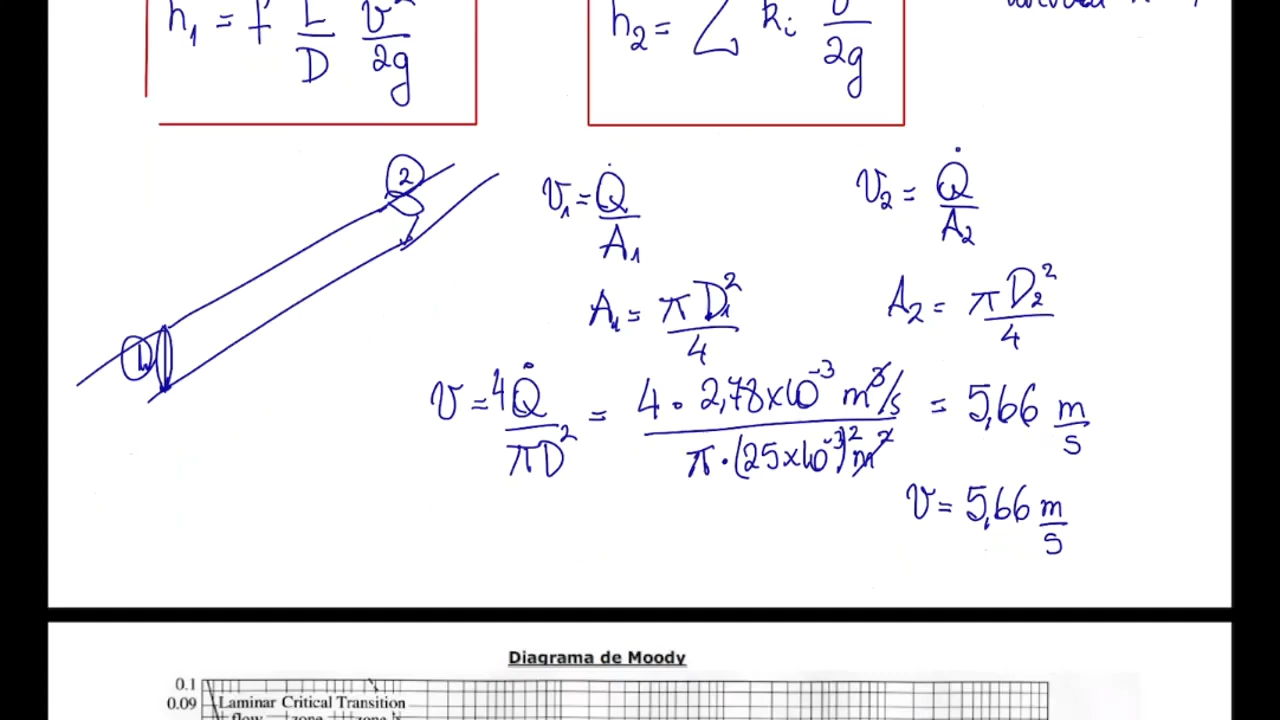 h₁ = f L/D v²/2g
h₂ = ∑ kᵢ v/2g
2
v₁ = Q̇/A₁
v₂ = Q̇/A₂
A₁ = πD₁²/4
A₂ = πD₂²/4
1
v = 4Q̇/πD² = 4 · 2,78×10⁻³ m³/s / π · (25×10⁻³)² m² = 5,66 m/s
v = 5,66 m/s
Diagrama de Moody
0.1
0.09
Laminar Critical Transition
flow zone zone